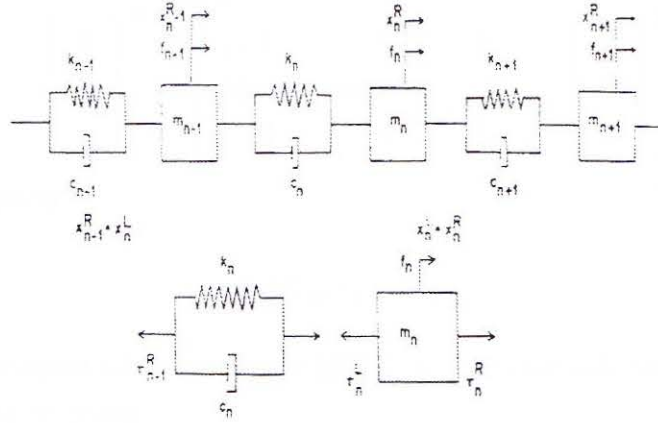 x^R_{n-1} x^R_n x^R_{n+1}
f_{n-1} f_n f_{n+1}
k_{n-1} k_n k_{n+1}
m_{n-1} m_n m_{n+1}
c_{n-1} c_n c_{n+1}
x^R_{n-1} = x^L_n x^L_n = x^R_n
k_n f_n
m_n
τ^R_{n-1} τ^L_n τ^R_n
c_n